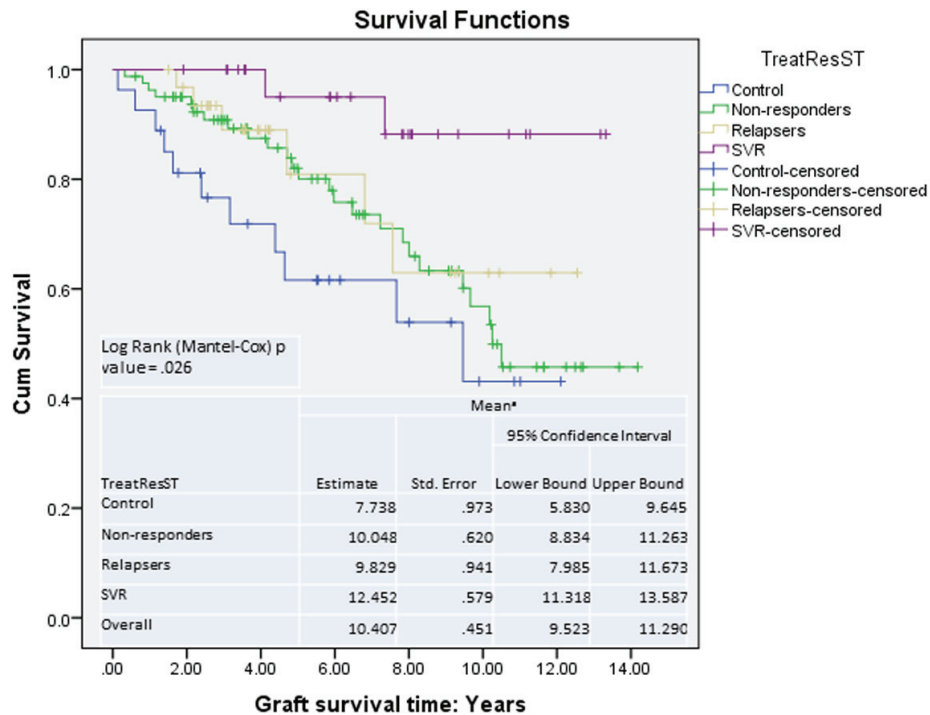 Survival Functions
TreatResST
Control
Non-responders
Relapsers
SVR
Control-censored
Non-responders-censored
Relapsers-censored
SVR-censored
Cum Survival
1.0
0.8
0.6
0.4
0.2
0.0
Log Rank (Mantel-Cox) p
value = .026
Meanª
95% Confidence Interval
TreatResST Estimate Std. Error Lower Bound Upper Bound
Control 7.738 .973 5.830 9.645
Non-responders 10.048 .620 8.834 11.263
Relapsers 9.829 .941 7.985 11.673
SVR 12.452 .579 11.318 13.587
Overall 10.407 .451 9.523 11.290
.00 2.00 4.00 6.00 8.00 10.00 12.00 14.00
Graft survival time: Years